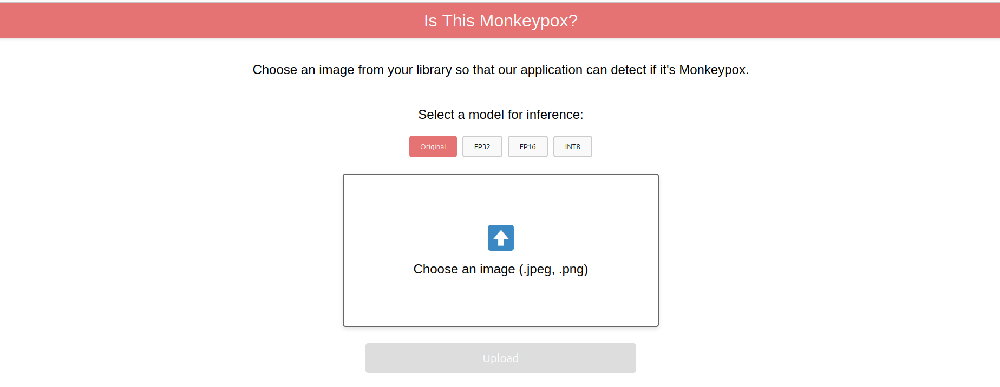 Is This Monkeypox?
Choose an image from your library so that our application can detect if it's Monkeypox.
Select a model for inference:
Original FP32 FP16 INT8
Choose an image (.jpeg, .png)
Upload